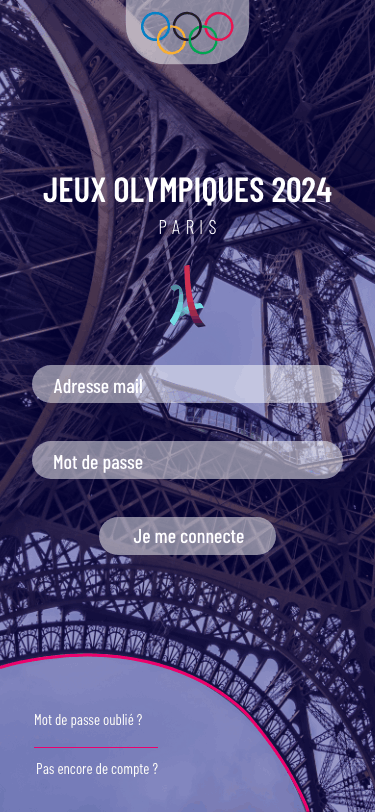 JEUX OLYMPIQUES 2024
PARIS
Adresse mail
Mot de passe
Je me connecte
Mot de passe oublié ?
Pas encore de compte ?